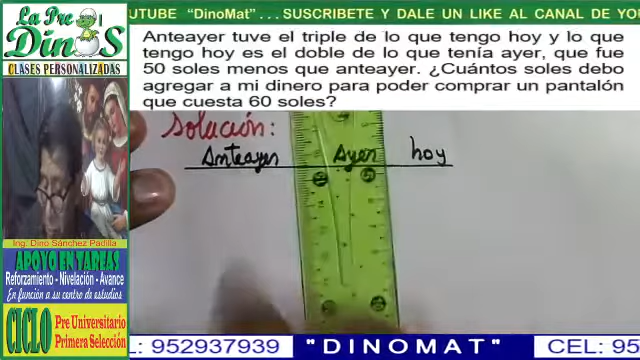 La Pre
DinoS
CLASES PERSONALIZADAS
UTUBE "DinoMat"... SUSCRIBETE Y DALE UN LIKE AL CANAL DE YO
Anteayer tuve el triple de lo que tengo hoy y lo que
tengo hoy es el doble de lo que tenía ayer, que fue
50 soles menos que anteayer. ¿Cuántos soles debo
agregar a mi dinero para poder comprar un pantalón
que cuesta 60 soles?
Solución:
Anteayer Ayer hoy
Ing. Dino Sánchez Padilla
APOYO EN TAREAS
Reforzamiento - Nivelación - Avance
En función a su centro de estudios
CICLO Pre Universitario
Primera Selección
L: 952937939 "DINOMAT" CEL: 95